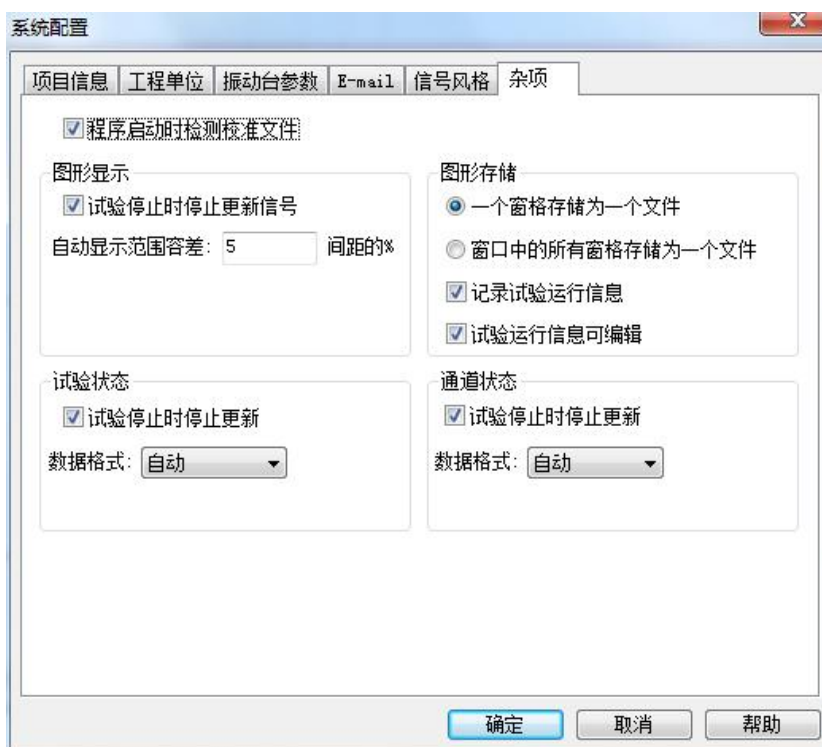 系统配置
项目信息 工程单位 振动台参数 E-mail 信号风格 杂项
程序启动时检测校准文件
图形显示
试验停止时停止更新信号
自动显示范围容差: 5 间距的%
图形存储
一个窗格存储为一个文件
窗口中的所有窗格存储为一个文件
记录试验运行信息
试验运行信息可编辑
试验状态
试验停止时停止更新
数据格式: 自动
通道状态
试验停止时停止更新
数据格式: 自动
确定 取消 帮助